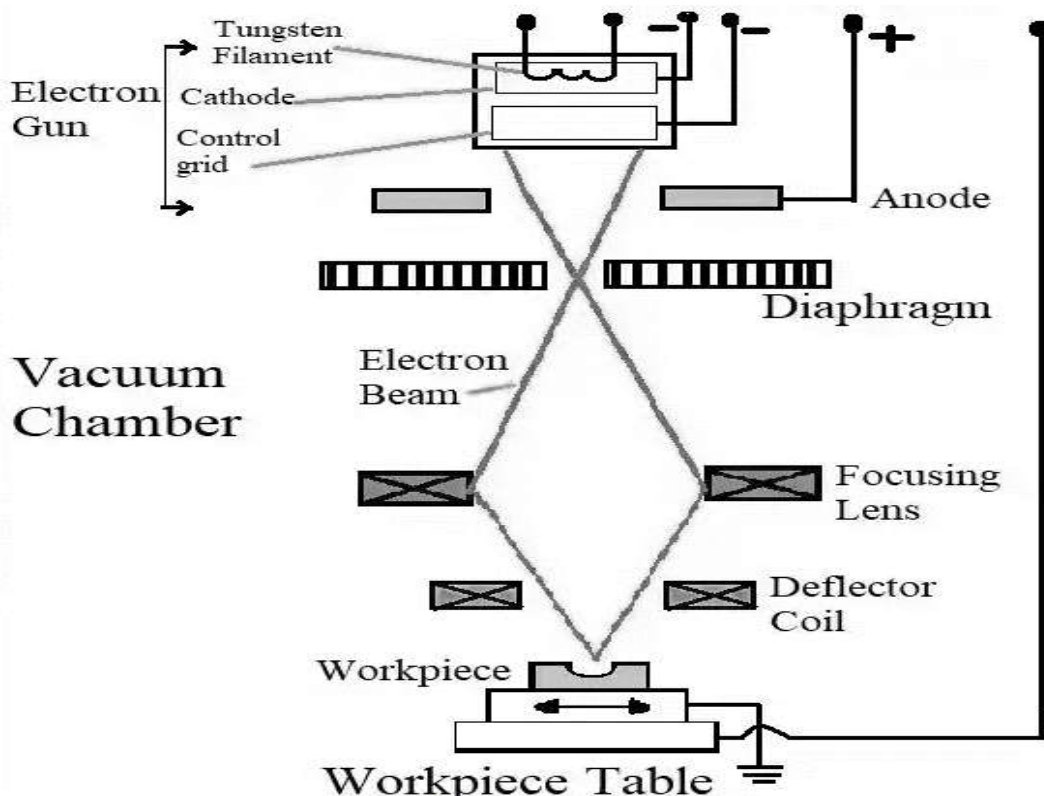 Tungsten
Filament
Electron
Gun
Cathode
Control
grid
Anode
Diaphragm
Electron
Beam
Vacuum
Chamber
Focusing
Lens
Deflector
Coil
Workpiece
Workpiece Table